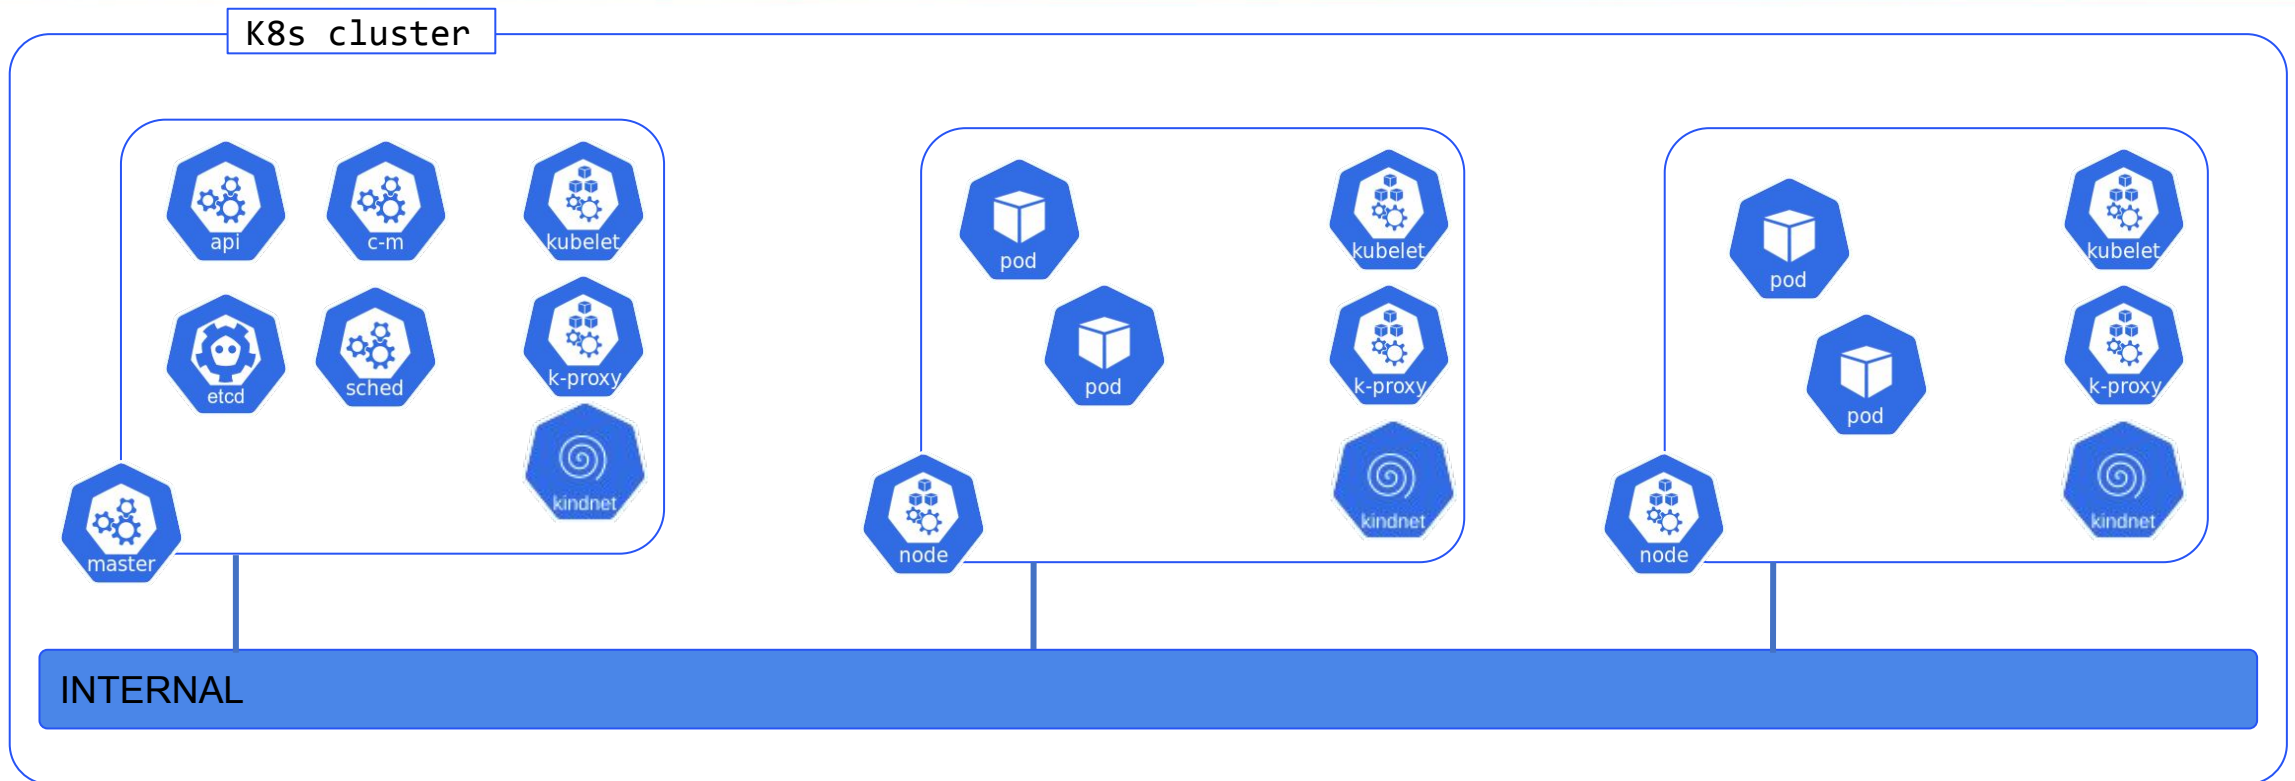 K8s cluster
api
c-m
kubelet
etcd
sched
k-proxy
kindnet
master
pod
pod
kubelet
k-proxy
kindnet
node
pod
pod
kubelet
k-proxy
kindnet
node
INTERNAL